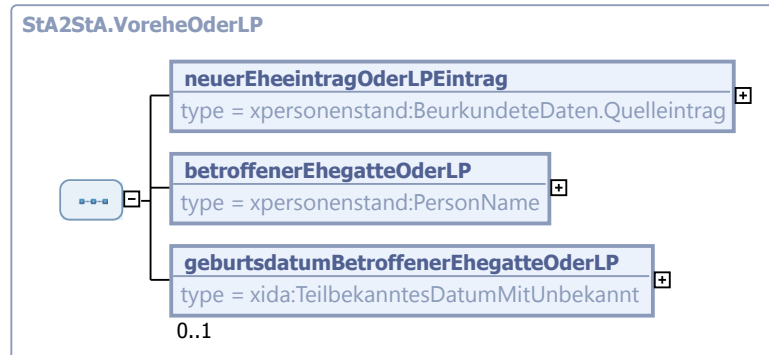 StA2StA.VoreheOderLP
neuerEheeintragOderLPEintrag
type = xpersonenstand:BeurkundeteDaten.Quelleintrag
betroffenerEhegatteOderLP
type = xpersonenstand:PersonName
geburtsdatumBetroffenerEhegatteOderLP
type = xida:TeilbekanntesDatumMitUnbekannt
0..1